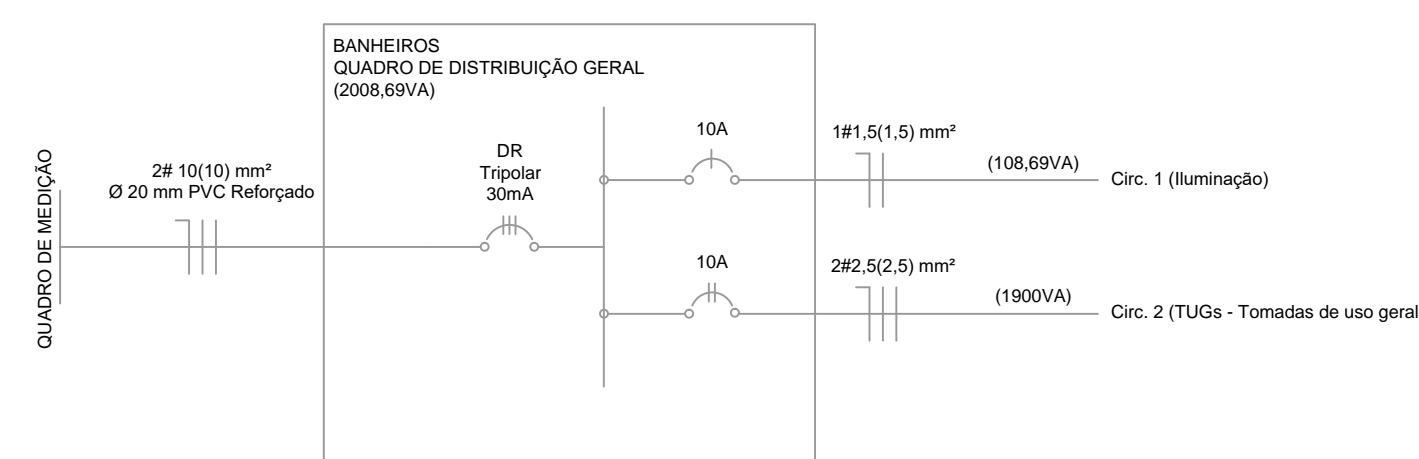 QUADRO DE MEDIÇÃO
2# 10(10) mm²
Ø 20 mm PVC Reforçado
BANHEIROS
QUADRO DE DISTRIBUIÇÃO GERAL
(2008,69VA)
DR
Tripolar
30mA
10A
1#1,5(1,5) mm²
(108,69VA)
Circ. 1 (Iluminação)
10A
2#2,5(2,5) mm²
(1900VA)
Circ. 2 (TUGs - Tomadas de uso geral